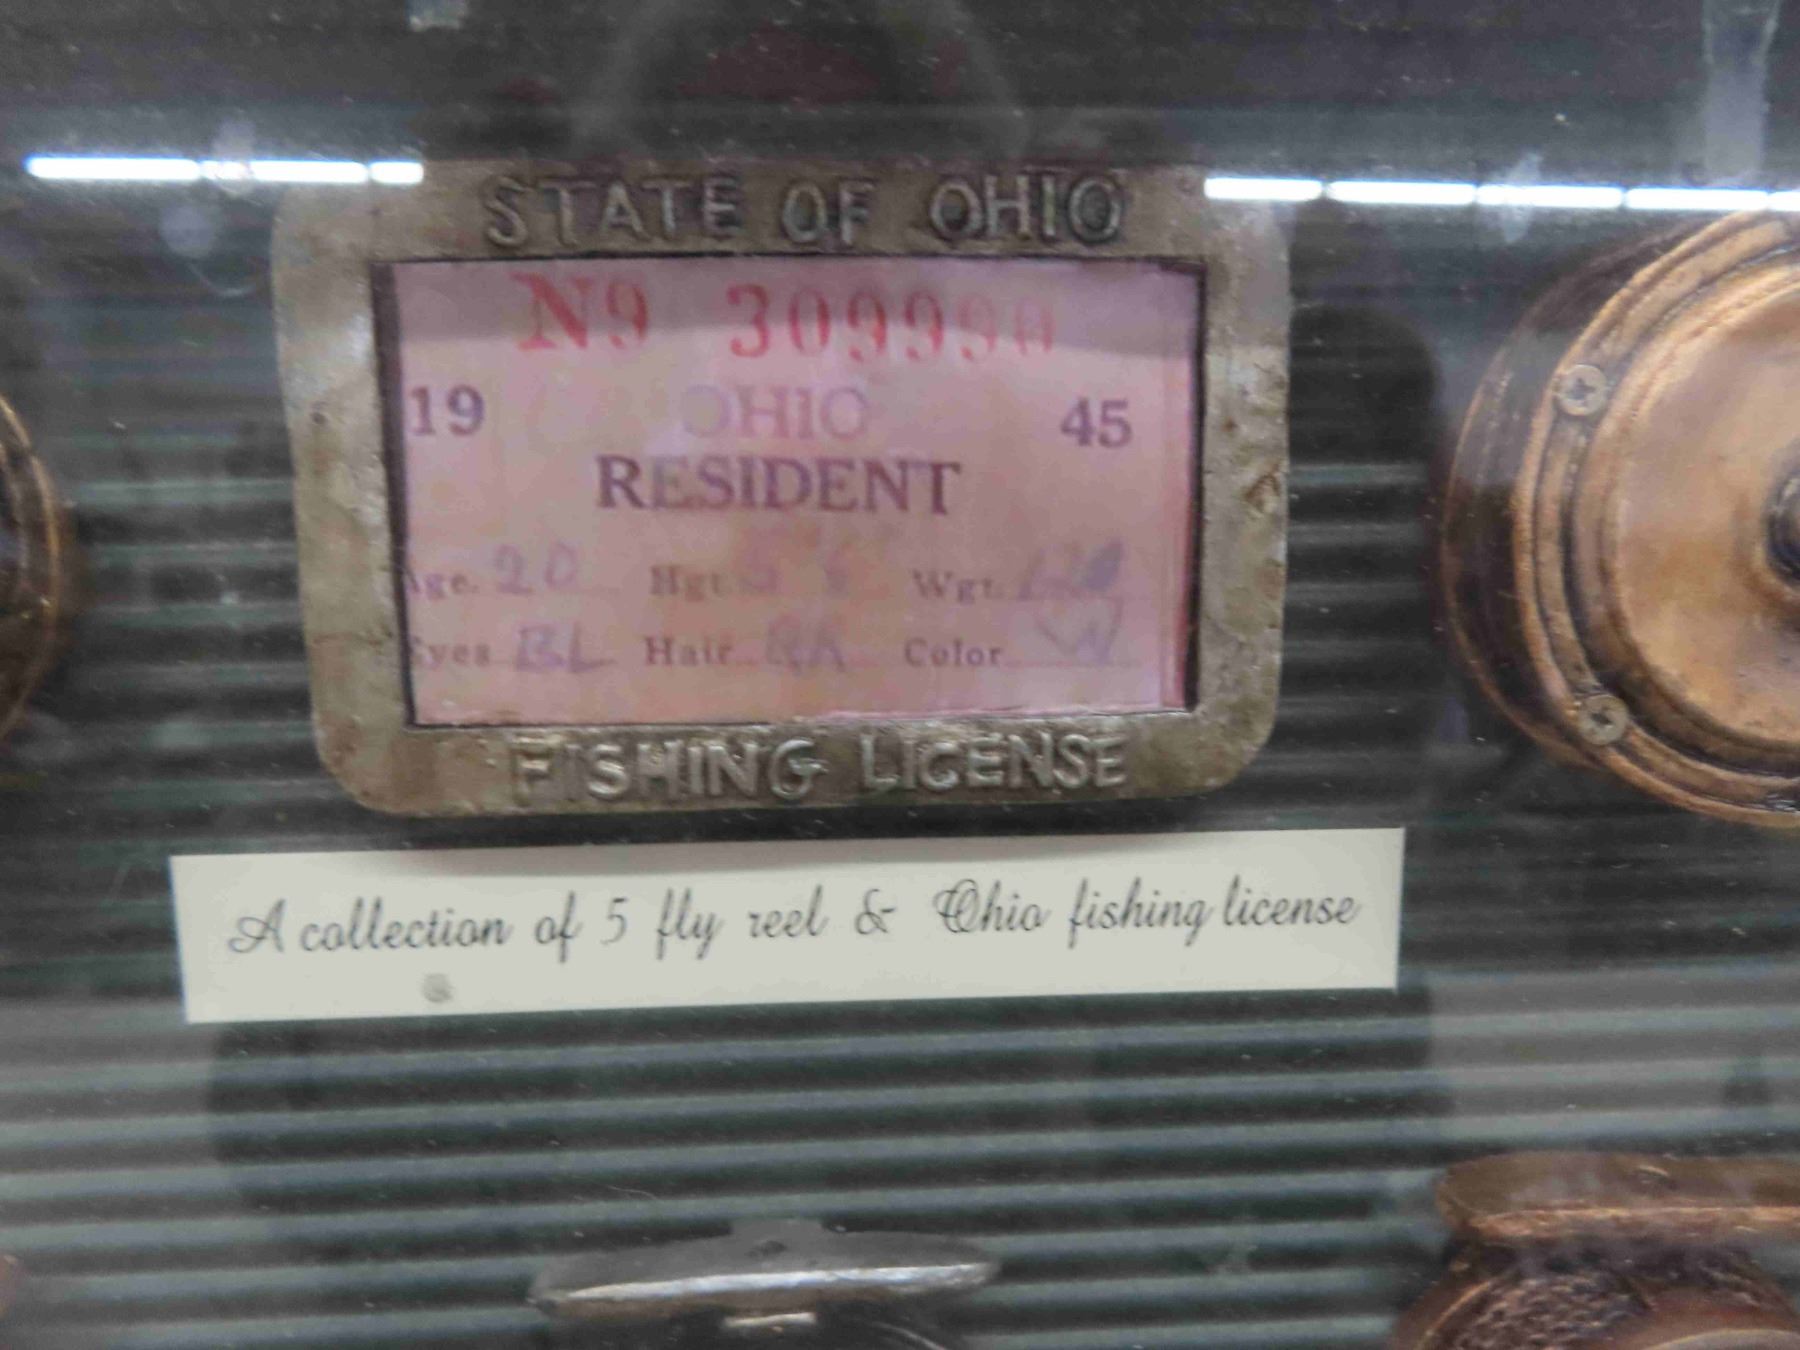 STATE OF OHIO
No 309990
19 OHIO 45
RESIDENT
Age. 20 Hgt. Wgt.
Eyes BL Hair Color W
FISHING LICENSE
A collection of 5 fly reel & Ohio fishing license